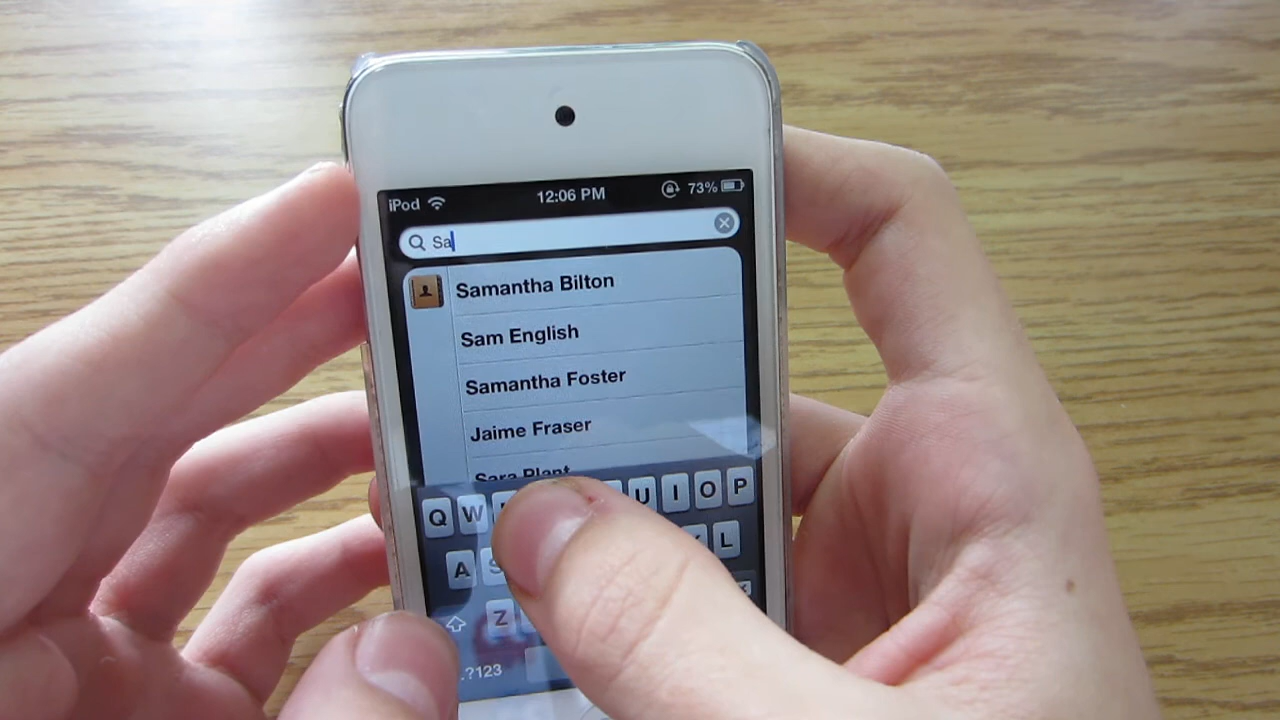 iPod 12:06 PM 73%
Sa
Samantha Bilton
Sam English
Samantha Foster
Jaime Fraser
Sara Plant
Q W U I O P
A S L
Z
.?123